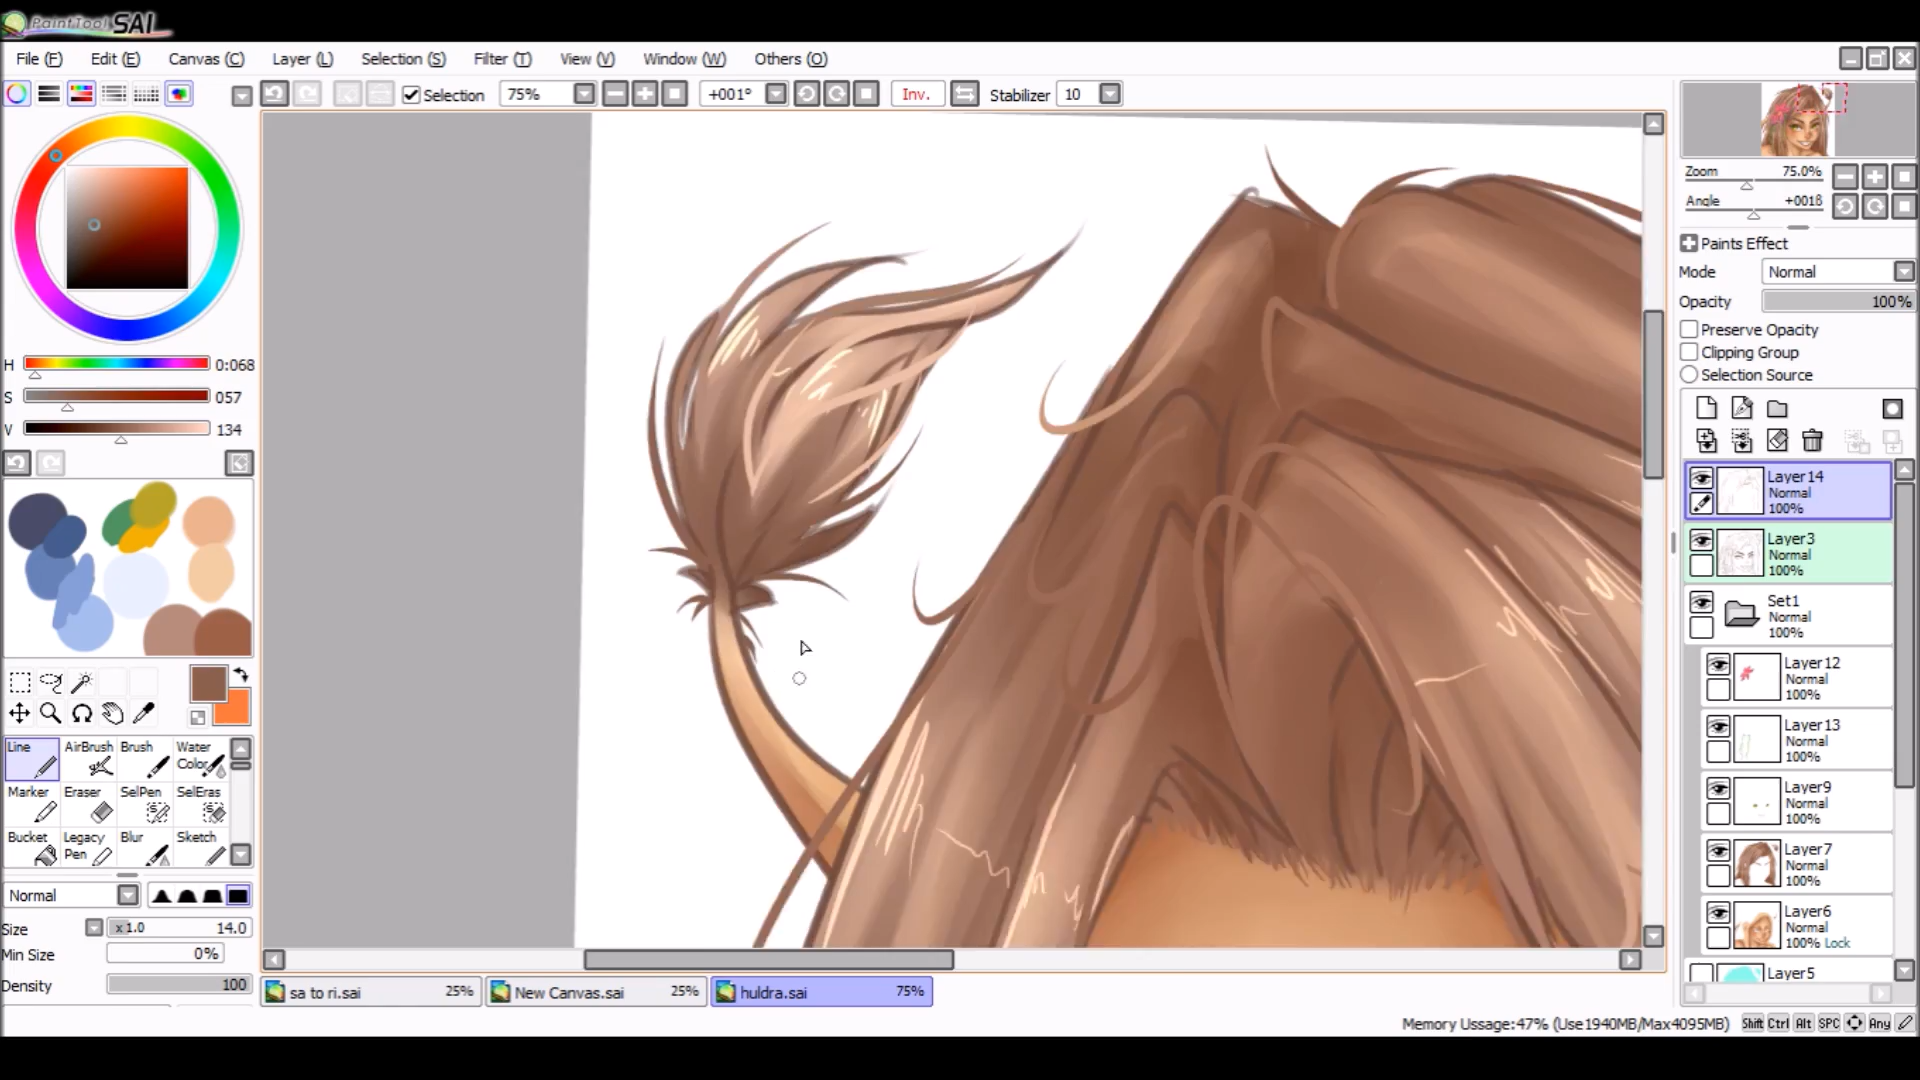 PaintTool SAI
File (F) Edit (E) Canvas (C) Layer (L) Selection (S) Filter (T) View (V) Window (W) Others (O)
Selection 75% +001° Inv. Stabilizer 10
Zoom 75.0%
Angle +001ß
Paints Effect
Mode Normal
Opacity 100%
Preserve Opacity
Clipping Group
Selection Source
H 0:068
S 057
V 134
Layer14
Normal
100%
Layer3
Normal
100%
Set1
Normal
100%
Layer12
Normal
100%
Layer13
Normal
100%
Layer9
Normal
100%
Layer7
Normal
100%
Layer6
Normal
100% Lock
Layer5
Line AirBrush Brush Water Color
Marker Eraser SelPen SelEras
Bucket Legacy Pen Blur Sketch
Normal
Size x1.0 14.0
Min Size 0%
Density 100
sa to ri.sai 25% New Canvas.sai 25% huldra.sai 75%
Memory Ussage:47% (Use1940MB/Max4095MB) Shift Ctrl Alt SPC Any